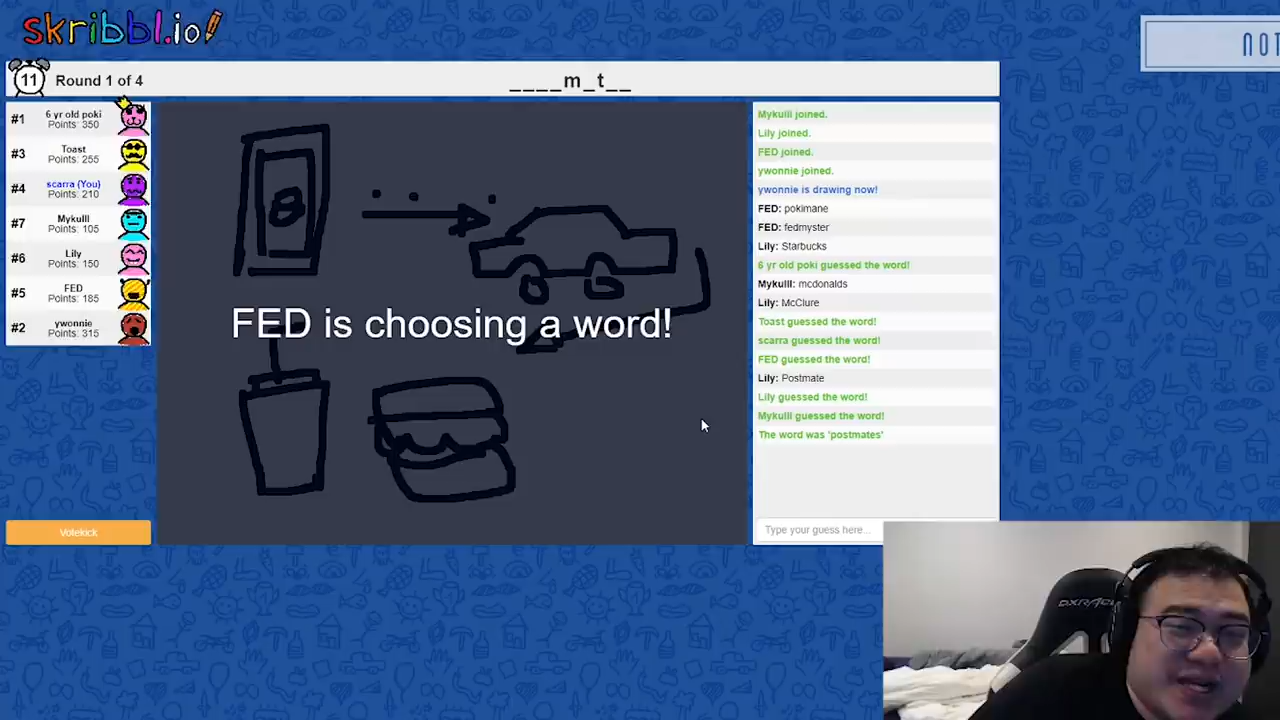 skribbl.io
NOT
11
Round 1 of 4
____m_t__
#1
6 yr old poki
Points: 350
#3
Toast
Points: 255
#4
scarra (You)
Points: 210
#7
Mykulll
Points: 105
#6
Lily
Points: 150
#5
FED
Points: 185
#2
ywonnie
Points: 315
Votekick
B
FED is choosing a word!
Mykulll joined.
Lily joined.
FED joined.
ywonnie joined.
ywonnie is drawing now!
FED: pokimane
FED: fedmyster
Lily: Starbucks
6 yr old poki guessed the word!
Mykulll: mcdonalds
Lily: McClure
Toast guessed the word!
scarra guessed the word!
FED guessed the word!
Lily: Postmate
Lily guessed the word!
Mykulll guessed the word!
The word was 'postmates'
Type your guess here...